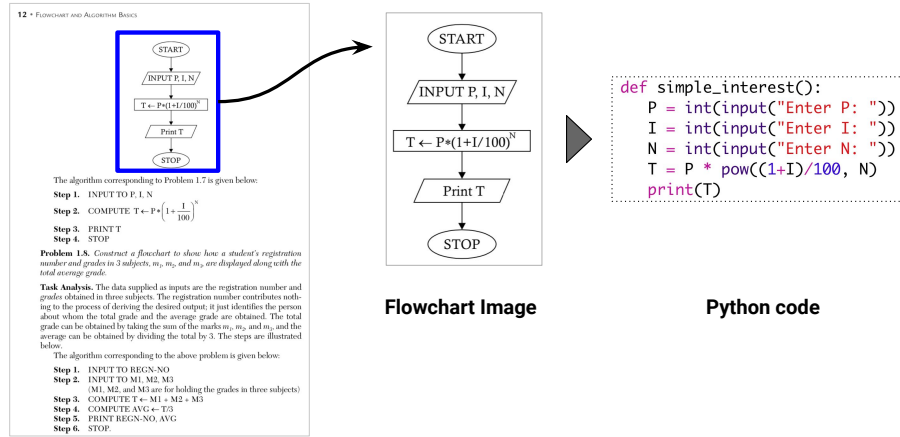 12 • FLOWCHART AND ALGORITHM BASICS
START
INPUT P, I, N
T ← P*(1+I/100)^N
Print T
STOP
The algorithm corresponding to Problem 1.7 is given below:
Step 1. INPUT TO P, I, N
Step 2. COMPUTE T ← P * (1 + I/100)^N
Step 3. PRINT T
Step 4. STOP
Problem 1.8. Construct a flowchart to show how a student's registration
number and grades in 3 subjects, m1, m2, and m3, are displayed along with the
total average grade.
Task Analysis. The data supplied as inputs are the registration number and
grades obtained in three subjects. The registration number contributes noth-
ing to the process of deriving the desired output; it just identifies the person
about whom the total grade and the average grade are obtained. The total
grade can be obtained by taking the sum of the marks m1, m2, and m3, and the
average can be obtained by dividing the total by 3. The steps are illustrated
below.
The algorithm corresponding to the above problem is given below:
Step 1. INPUT TO REGN-NO
Step 2. INPUT TO M1, M2, M3
(M1, M2, and M3 are for holding the grades in three subjects)
Step 3. COMPUTE T ← M1 + M2 + M3
Step 4. COMPUTE AVG ← T/3
Step 5. PRINT REGN-NO, AVG
Step 6. STOP.
START
INPUT P, I, N
T ← P*(1+I/100)^N
Print T
STOP
Flowchart Image
def simple_interest():
P = int(input("Enter P: "))
I = int(input("Enter I: "))
N = int(input("Enter N: "))
T = P * pow((1+I)/100, N)
print(T)
Python code